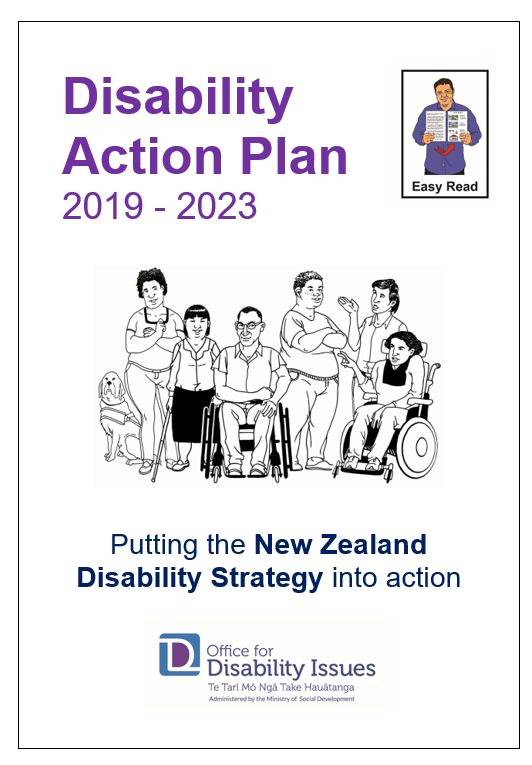 Disability
Action Plan
2019 - 2023
Easy Read
Putting the New Zealand
Disability Strategy into action
Office for
Disability Issues
Te Tari Mō Ngā Take Hauātanga
Administered by the Ministry of Social Development